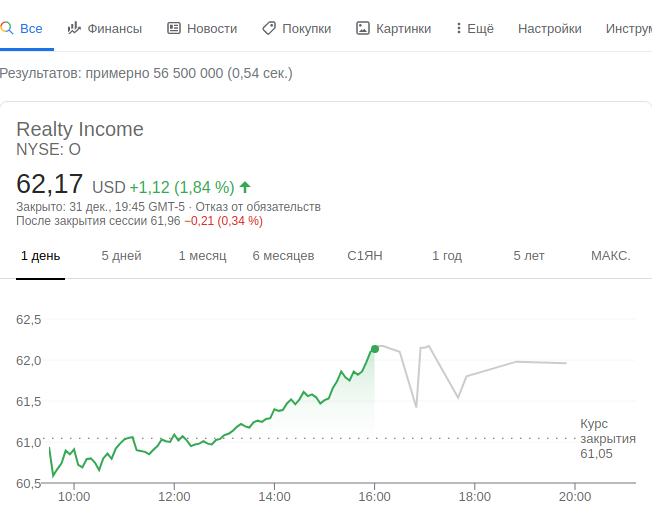 Все Финансы Новости Покупки Картинки Ещё Настройки Инструм
Результатов: примерно 56 500 000 (0,54 сек.)
Realty Income
NYSE: O
62,17 USD +1,12 (1,84 %)
Закрыто: 31 дек., 19:45 GMT-5 · Отказ от обязательств
После закрытия сессии 61,96 −0,21 (0,34 %)
1 день 5 дней 1 месяц 6 месяцев С1ЯН 1 год 5 лет МАКС.
62,5
62,0
61,5
61,0
60,5
Курс
закрытия
61,05
10:00 12:00 14:00 16:00 18:00 20:00